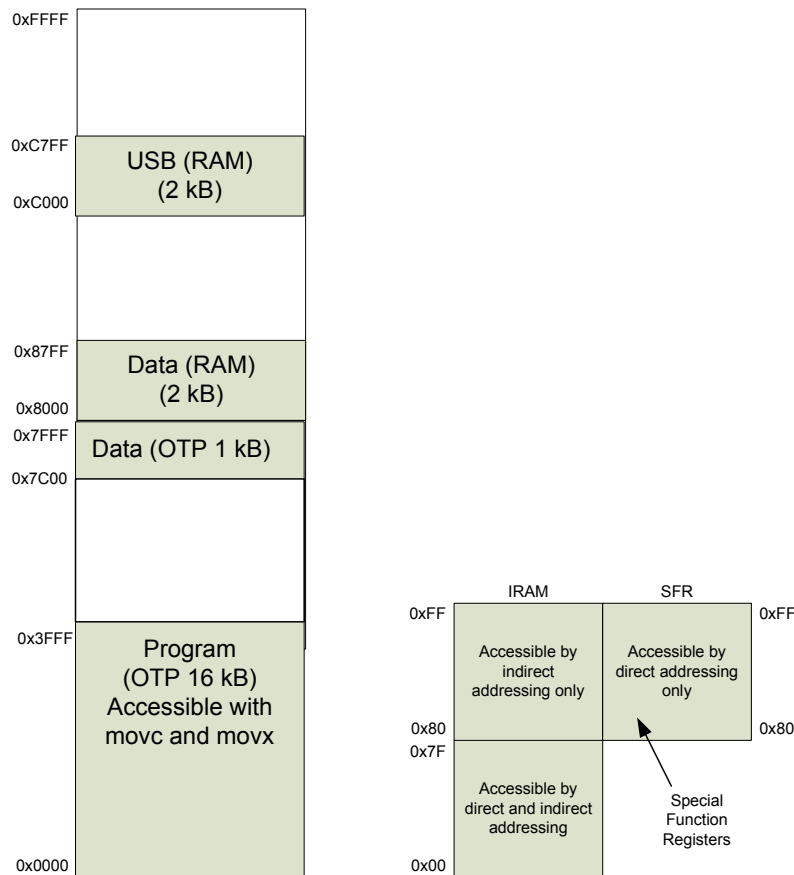 0xFFFF
0xC7FF
USB (RAM)
(2 kB)
0xC000
0x87FF
Data (RAM)
(2 kB)
0x8000
0x7FFF
Data (OTP 1 kB)
0x7C00
0x3FFF
Program
(OTP 16 kB)
Accessible with
movc and movx
0x0000
IRAM
SFR
0xFF
0xFF
Accessible by
indirect
addressing only
Accessible by
direct addressing
only
0x80
0x80
0x7F
Accessible by
direct and indirect
addressing
Special
Function
Registers
0x00